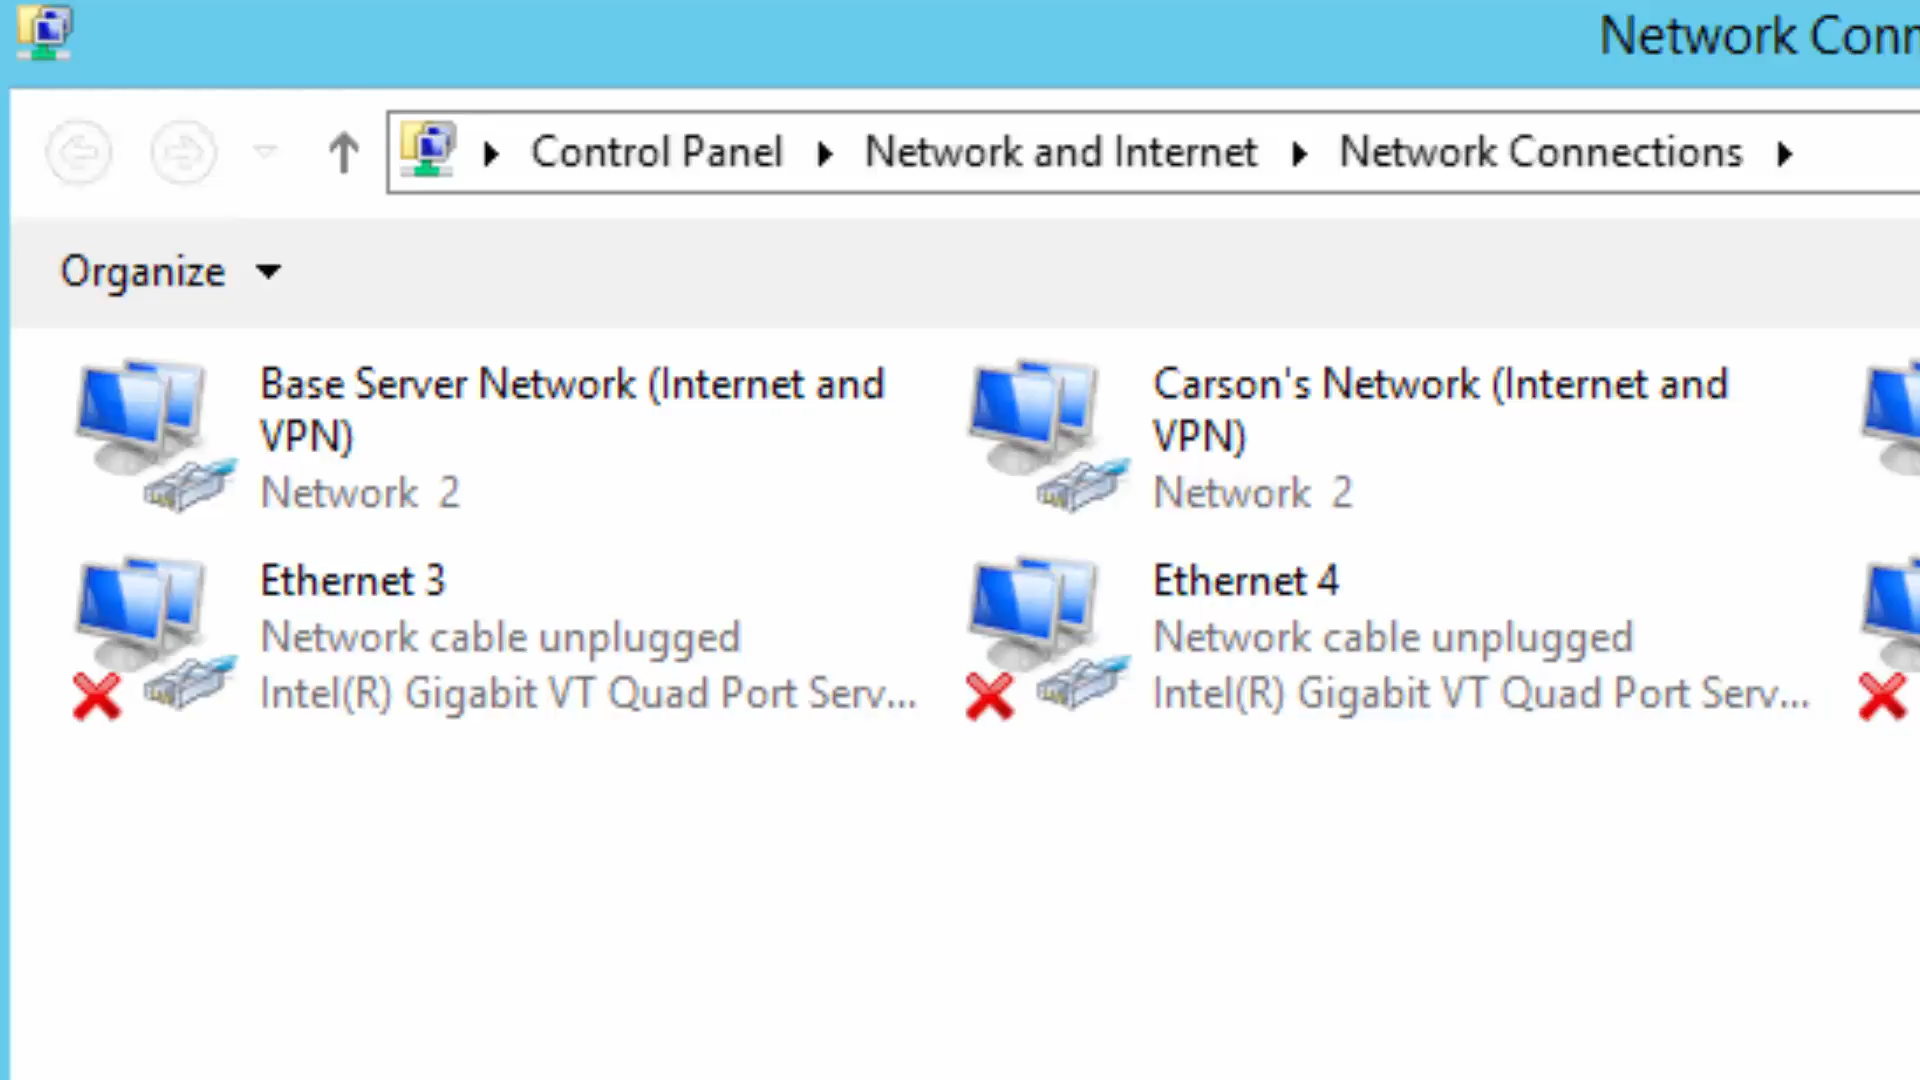 Network Conn
Control Panel Network and Internet Network Connections
Organize
Base Server Network (Internet and
VPN)
Network 2
Carson's Network (Internet and
VPN)
Network 2
Ethernet 3
Network cable unplugged
Intel(R) Gigabit VT Quad Port Serv...
Ethernet 4
Network cable unplugged
Intel(R) Gigabit VT Quad Port Serv...